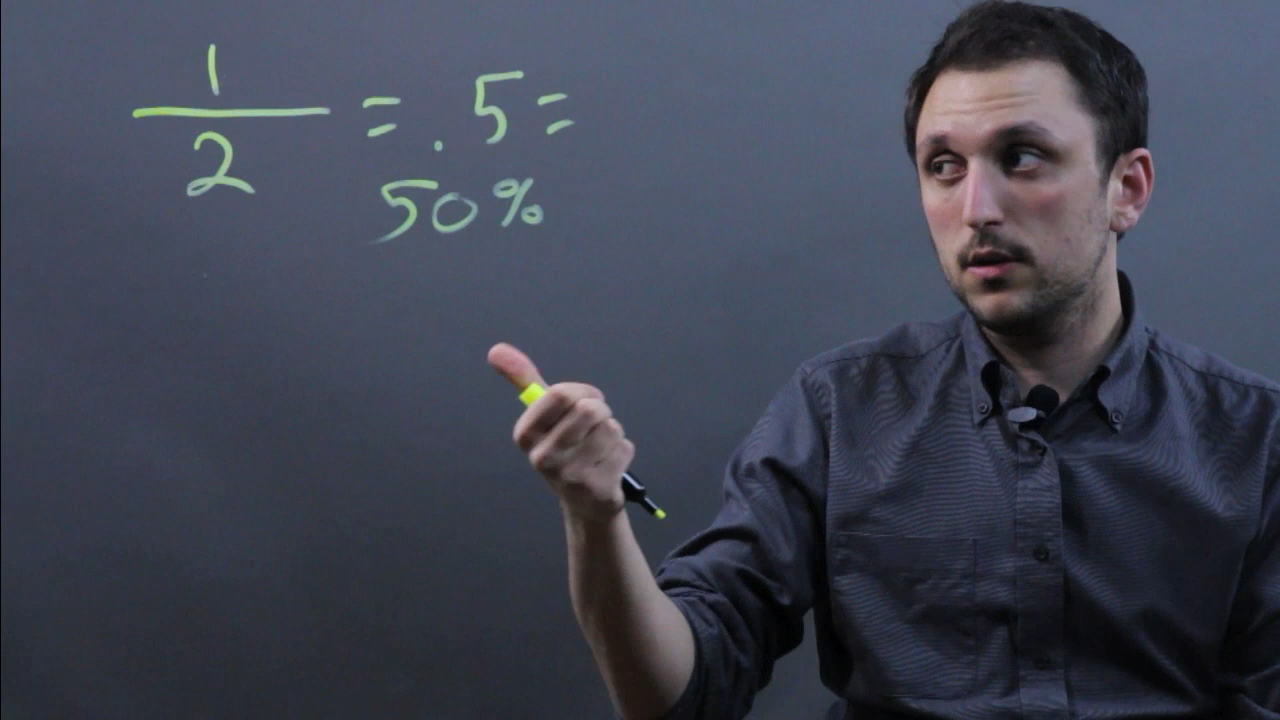 1/2 = .5 =
50%